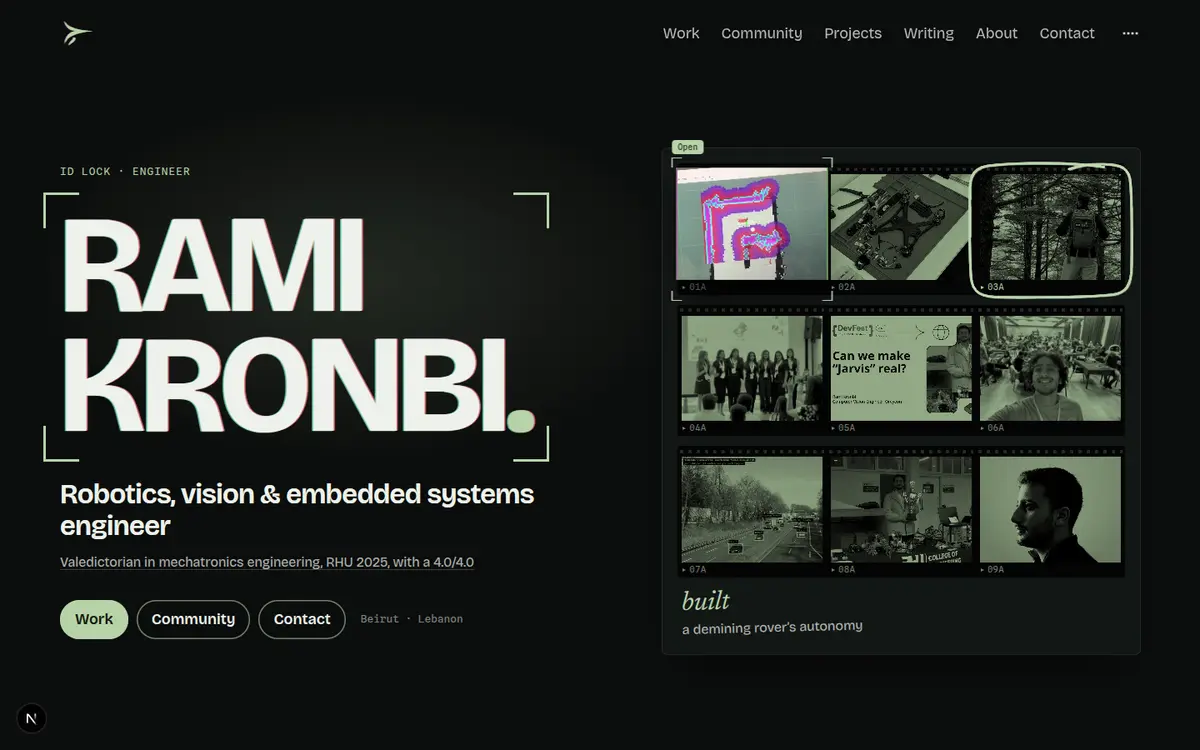 Work Community Projects Writing About Contact
ID LOCK · ENGINEER
RAMI
KRONBI.
Robotics, vision & embedded systems
engineer
Valedictorian in mechatronics engineering, RHU 2025, with a 4.0/4.0
Work Community Contact Beirut · Lebanon
Open
▸ 01A ▸ 02A ▸ 03A
DevFest
Can we make
"Jarvis" real?
▸ 04A ▸ 05A ▸ 06A
COLLEGE OF
▸ 07A ▸ 08A ▸ 09A
built
a demining rover's autonomy
N